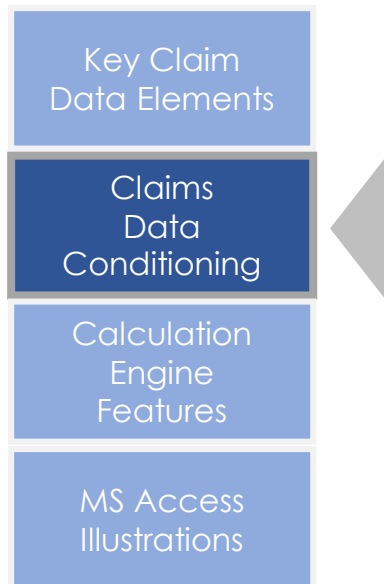 Key Claim
Data Elements
Claims
Data
Conditioning
Calculation
Engine
Features
MS Access
Illustrations